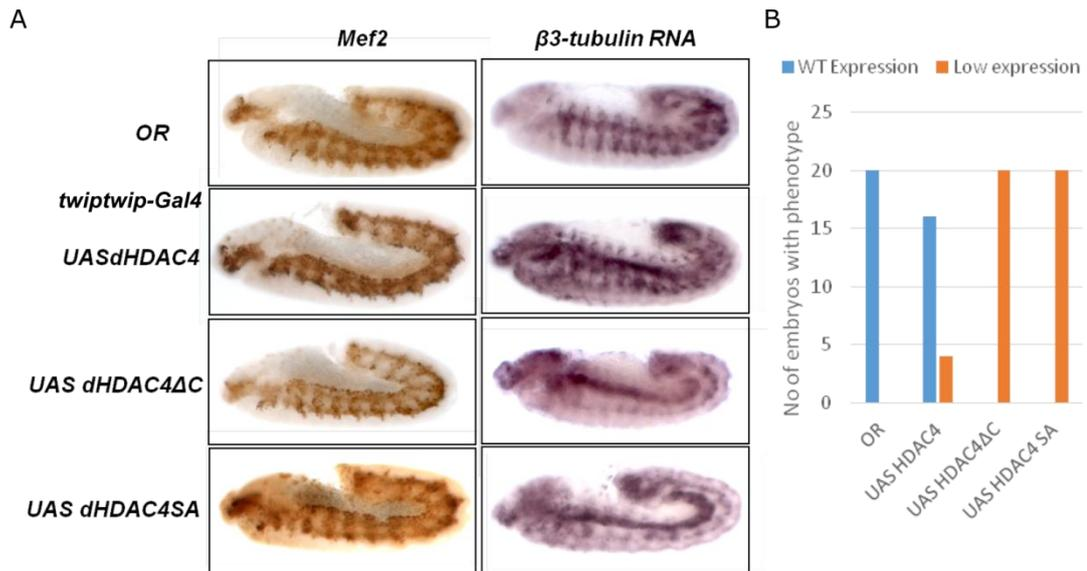 A
Mef2
β3-tubulin RNA
OR
twiptwip-Gal4
UASdHDAC4
UAS dHDAC4ΔC
UAS dHDAC4SA
B
WT Expression Low expression
No of embryos with phenotype
25
20
15
10
5
0
OR
UAS HDAC4
UAS HDAC4ΔC
UAS HDAC4 SA